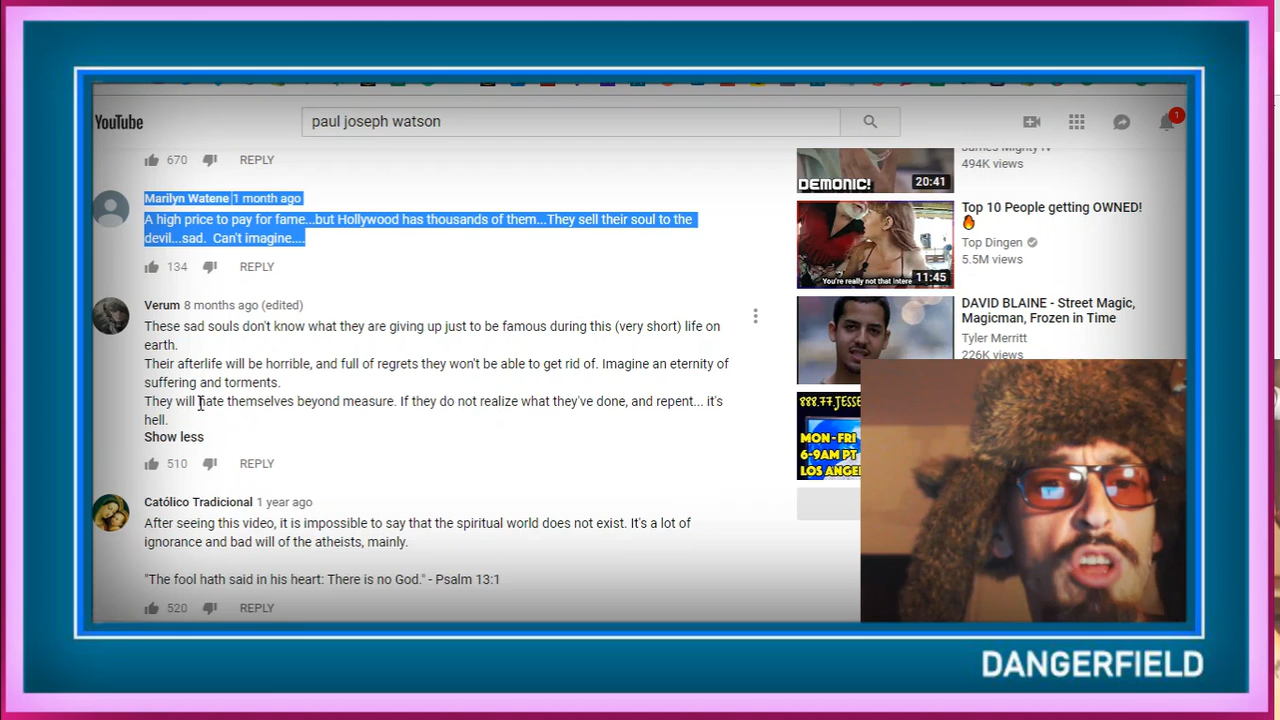 YouTube
paul joseph watson
1
670 REPLY
Marilyn Watene 1 month ago
A high price to pay for fame...but Hollywood has thousands of them...They sell their soul to the
devil...sad. Can't imagine....
134 REPLY
Verum 8 months ago (edited)
These sad souls don't know what they are giving up just to be famous during this (very short) life on
earth.
Their afterlife will be horrible, and full of regrets they won't be able to get rid of. Imagine an eternity of
suffering and torments.
They will hate themselves beyond measure. If they do not realize what they've done, and repent... it's
hell.
Show less
510 REPLY
Católico Tradicional 1 year ago
After seeing this video, it is impossible to say that the spiritual world does not exist. It's a lot of
ignorance and bad will of the atheists, mainly.
"The fool hath said in his heart: There is no God." - Psalm 13:1
520 REPLY
DEMONIC!
20:41
494K views
You're really not that intere
11:45
Top 10 People getting OWNED!
Top Dingen
5.5M views
DAVID BLAINE - Street Magic,
Magicman, Frozen in Time
Tyler Merritt
226K views
888.77.JESSE
MON-FRI
6-9AM PT
LOS ANGEL
DANGERFIELD